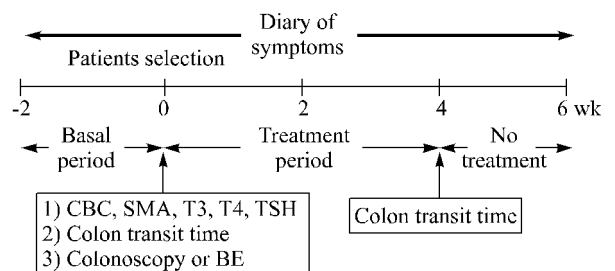 Diary of
symptoms
Patients selection
-2 0 2 4 6 wk
Basal
period
Treatment
period
No
treatment
1) CBC, SMA, T3, T4, TSH
2) Colon transit time
3) Colonoscopy or BE
Colon transit time